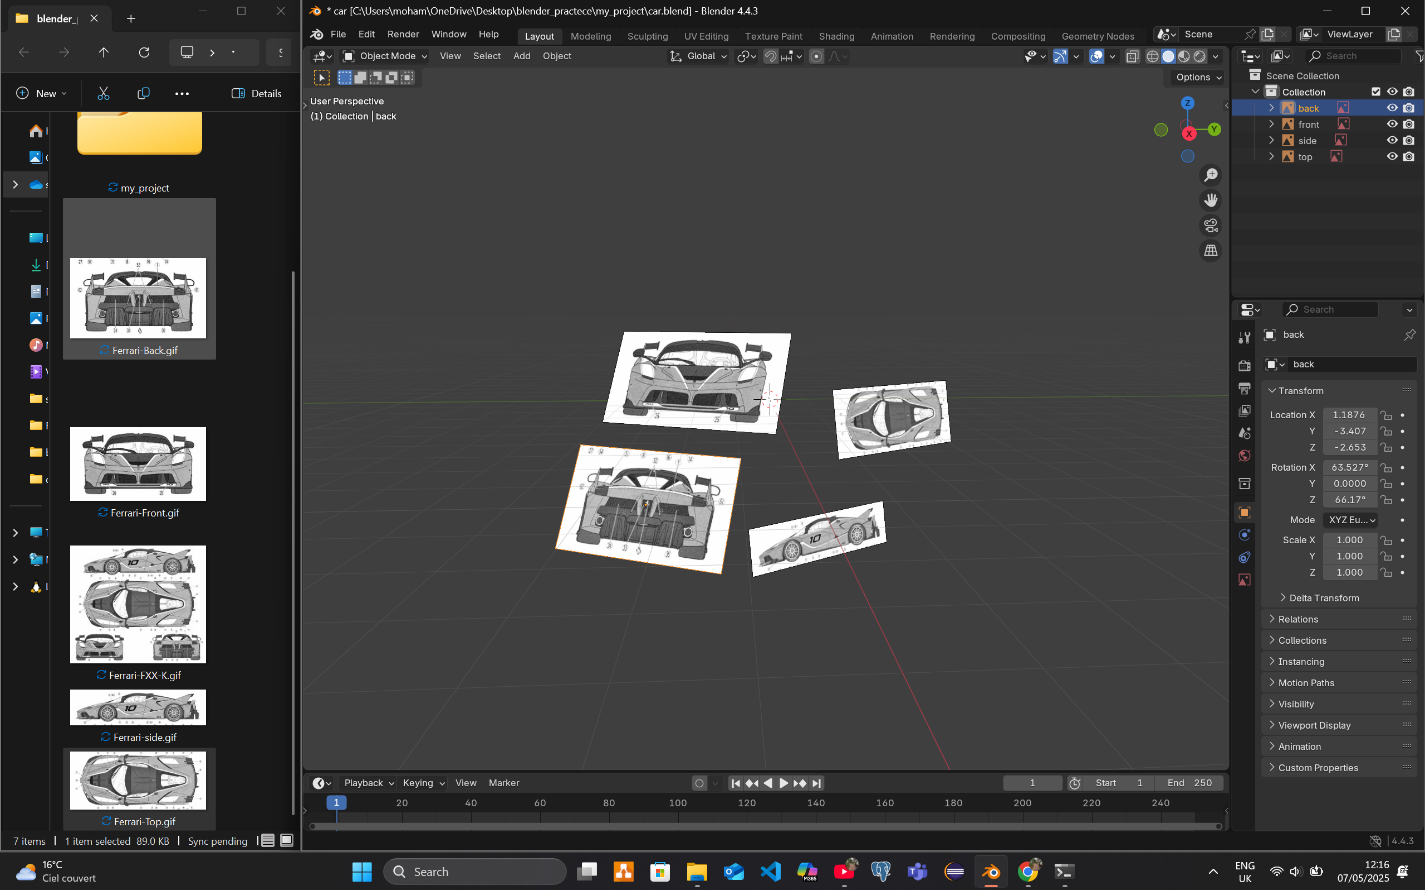 blender_
* car [C:\Users\moham\OneDrive\Desktop\blender_practece\my_project\car.blend] - Blender 4.4.3
File Edit Render Window Help Layout Modeling Sculpting UV Editing Texture Paint Shading Animation Rendering Compositing Geometry Nodes Scene ViewLayer
Object Mode View Select Add Object Global Search
Options
New Details
User Perspective
(1) Collection | back
Z
Y
X
Scene Collection
Collection
back
front
side
top
my_project
Ferrari-Back.gif
Ferrari-Front.gif
Ferrari-FXX-K.gif
Ferrari-side.gif
Ferrari-Top.gif
10
10
10
Search
back
back
Transform
Location X 1.1876
Y -3.407
Z -2.653
Rotation X 63.527°
Y 0.0000
Z 66.17°
Mode XYZ Eu...
Scale X 1.000
Y 1.000
Z 1.000
Delta Transform
Relations
Collections
Instancing
Motion Paths
Visibility
Viewport Display
Animation
Custom Properties
Playback Keying View Marker 1 Start 1 End 250
1 20 40 60 80 100 120 140 160 180 200 220 240
7 items 1 item selected 89.0 KB Sync pending
4.4.3
16°C
Ciel couvert
Search
ENG
UK
12:16
07/05/2025